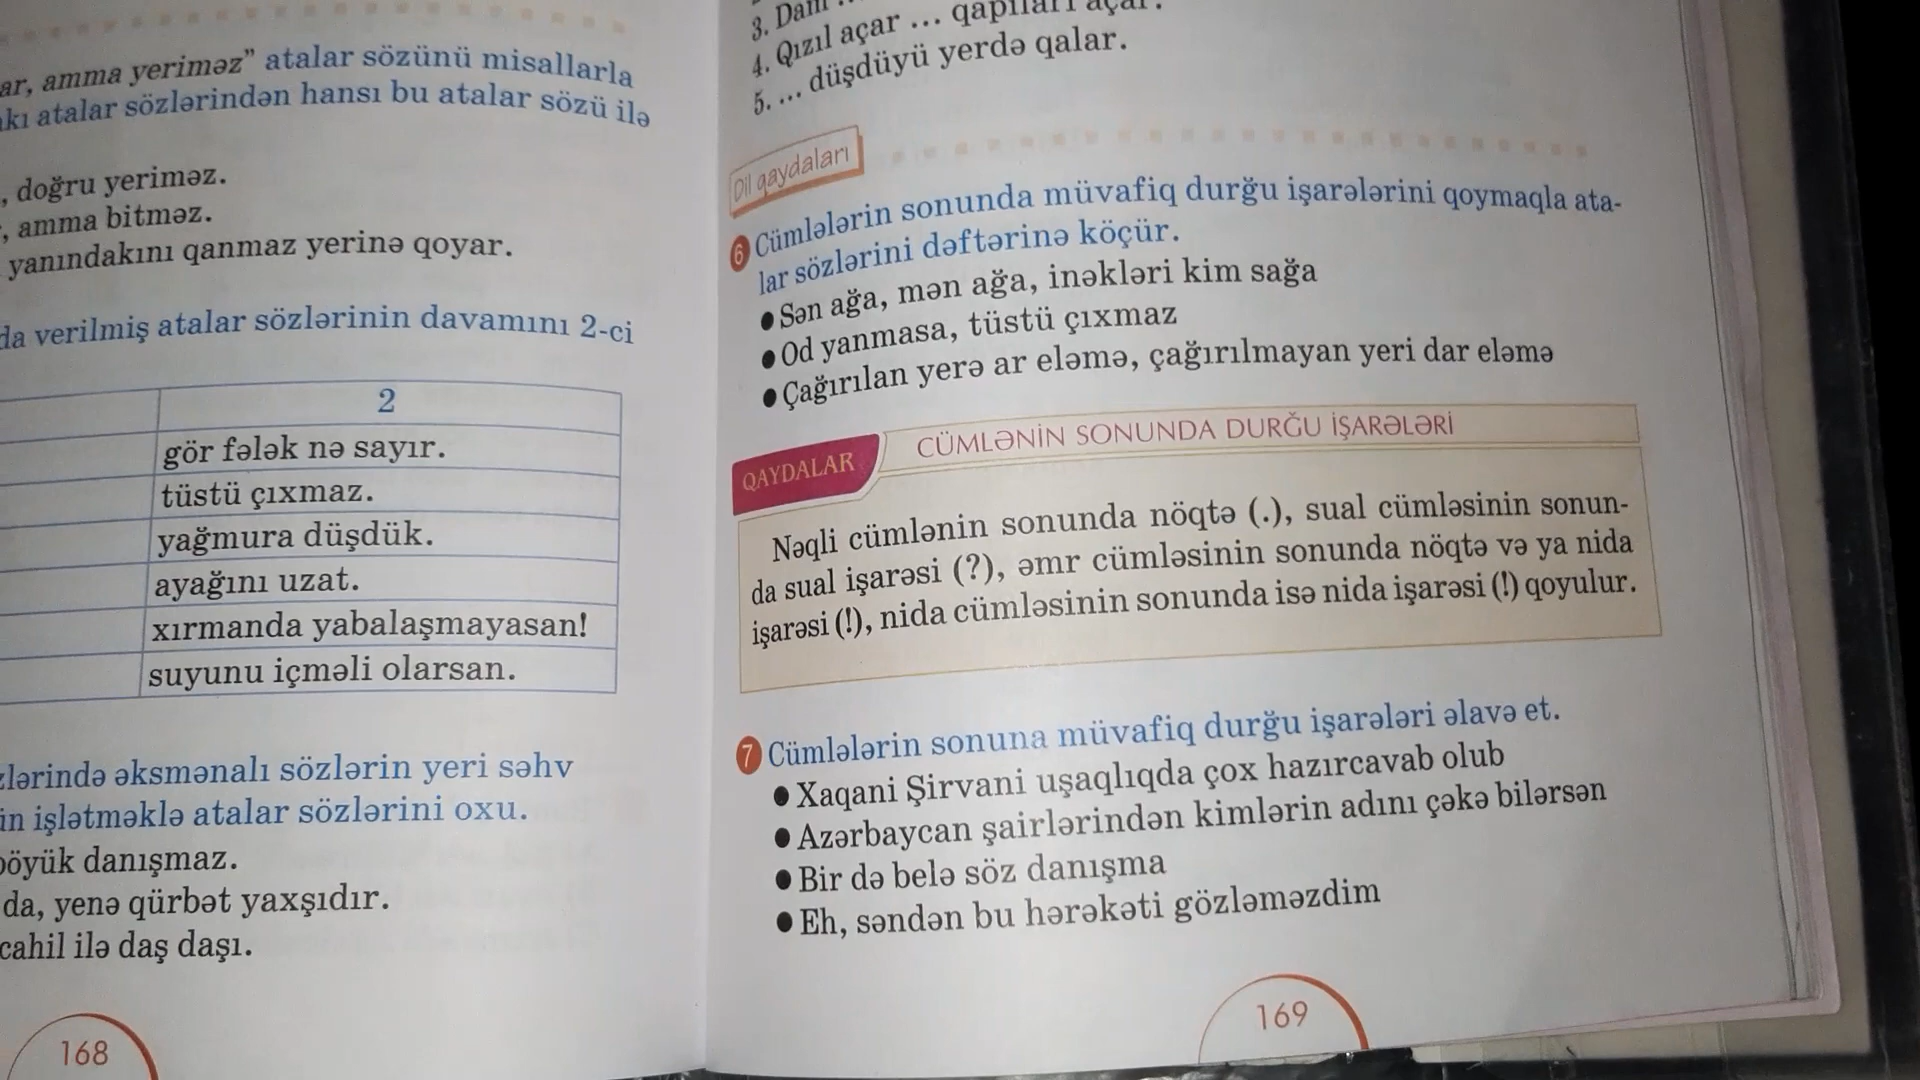 ar, amma yeriməz” atalar sözünü misallarla
atalar sözlərindən hansı bu atalar sözü ilə
, doğru yeriməz.
, amma bitməz.
yanındakını qanmaz yerinə qoyar.
da verilmiş atalar sözlərinin davamını 2-ci
2
gör fələk nə sayır.
tüstü çıxmaz.
yağmura düşdük.
ayağını uzat.
xırmanda yabalaşmayasan!
suyunu içməli olarsan.
lərində əksmənalı sözlərin yeri səhv
in işlətməklə atalar sözlərini oxu.
böyük danışmaz.
da, yenə qürbət yaxşıdır.
cahil ilə daş daşı.
168
3. Dam ...
4. Qızıl açar ... qapıları açar.
5. ... düşdüyü yerdə qalar.
Dil qaydaları
6 Cümlələrin sonunda müvafiq durğu işarələrini qoymaqla ata-
lar sözlərini dəftərinə köçür.
● Sən ağa, mən ağa, inəkləri kim sağa
● Od yanmasa, tüstü çıxmaz
● Çağırılan yerə ar eləmə, çağırılmayan yeri dar eləmə
QAYDALAR
CÜMLƏNİN SONUNDA DURĞU İŞARƏLƏRİ
Nəqli cümlənin sonunda nöqtə (.), sual cümləsinin sonun-
da sual işarəsi (?), əmr cümləsinin sonunda nöqtə və ya nida
işarəsi (!), nida cümləsinin sonunda isə nida işarəsi (!) qoyulur.
7 Cümlələrin sonuna müvafiq durğu işarələri əlavə et.
● Xaqani Şirvani uşaqlıqda çox hazırcavab olub
● Azərbaycan şairlərindən kimlərin adını çəkə bilərsən
● Bir də belə söz danışma
● Eh, səndən bu hərəkəti gözləməzdim
169